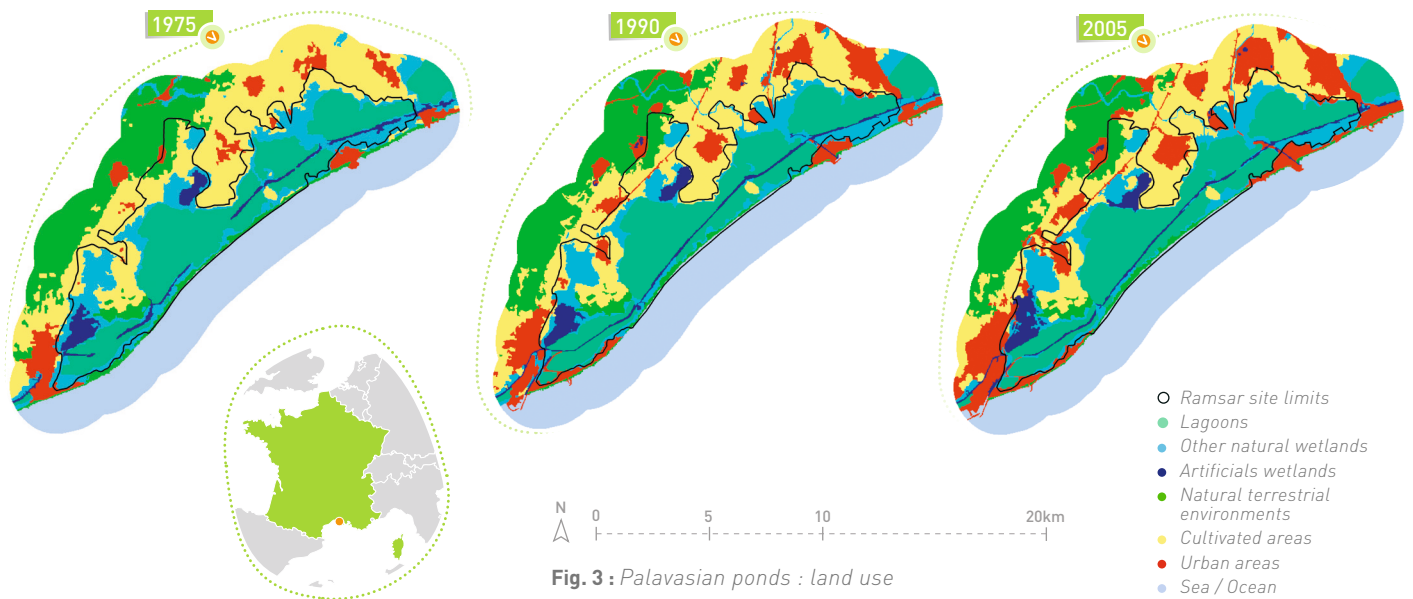 1975
1990
2005
Ramsar site limits
Lagoons
Other natural wetlands
Artificials wetlands
Natural terrestrial
environments
Cultivated areas
Urban areas
Sea / Ocean
N
0 5 10 20km
Fig. 3 : Palavasian ponds : land use